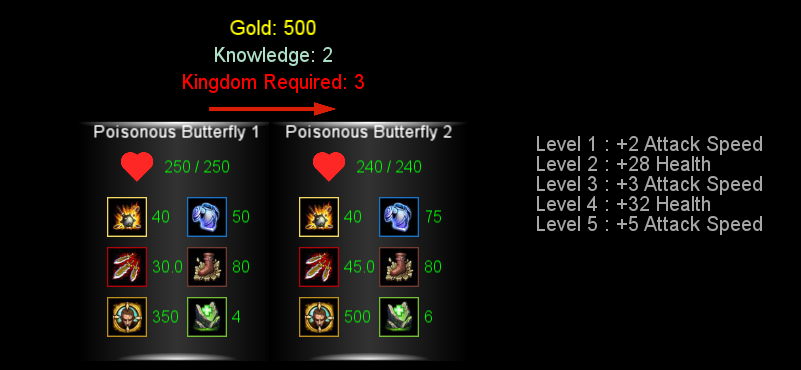 Gold: 500
Knowledge: 2
Kingdom Required: 3
Poisonous Butterfly 1
250 / 250
40
50
30.0
80
350
4
Poisonous Butterfly 2
240 / 240
40
75
45.0
80
500
6
Level 1 : +2 Attack Speed
Level 2 : +28 Health
Level 3 : +3 Attack Speed
Level 4 : +32 Health
Level 5 : +5 Attack Speed